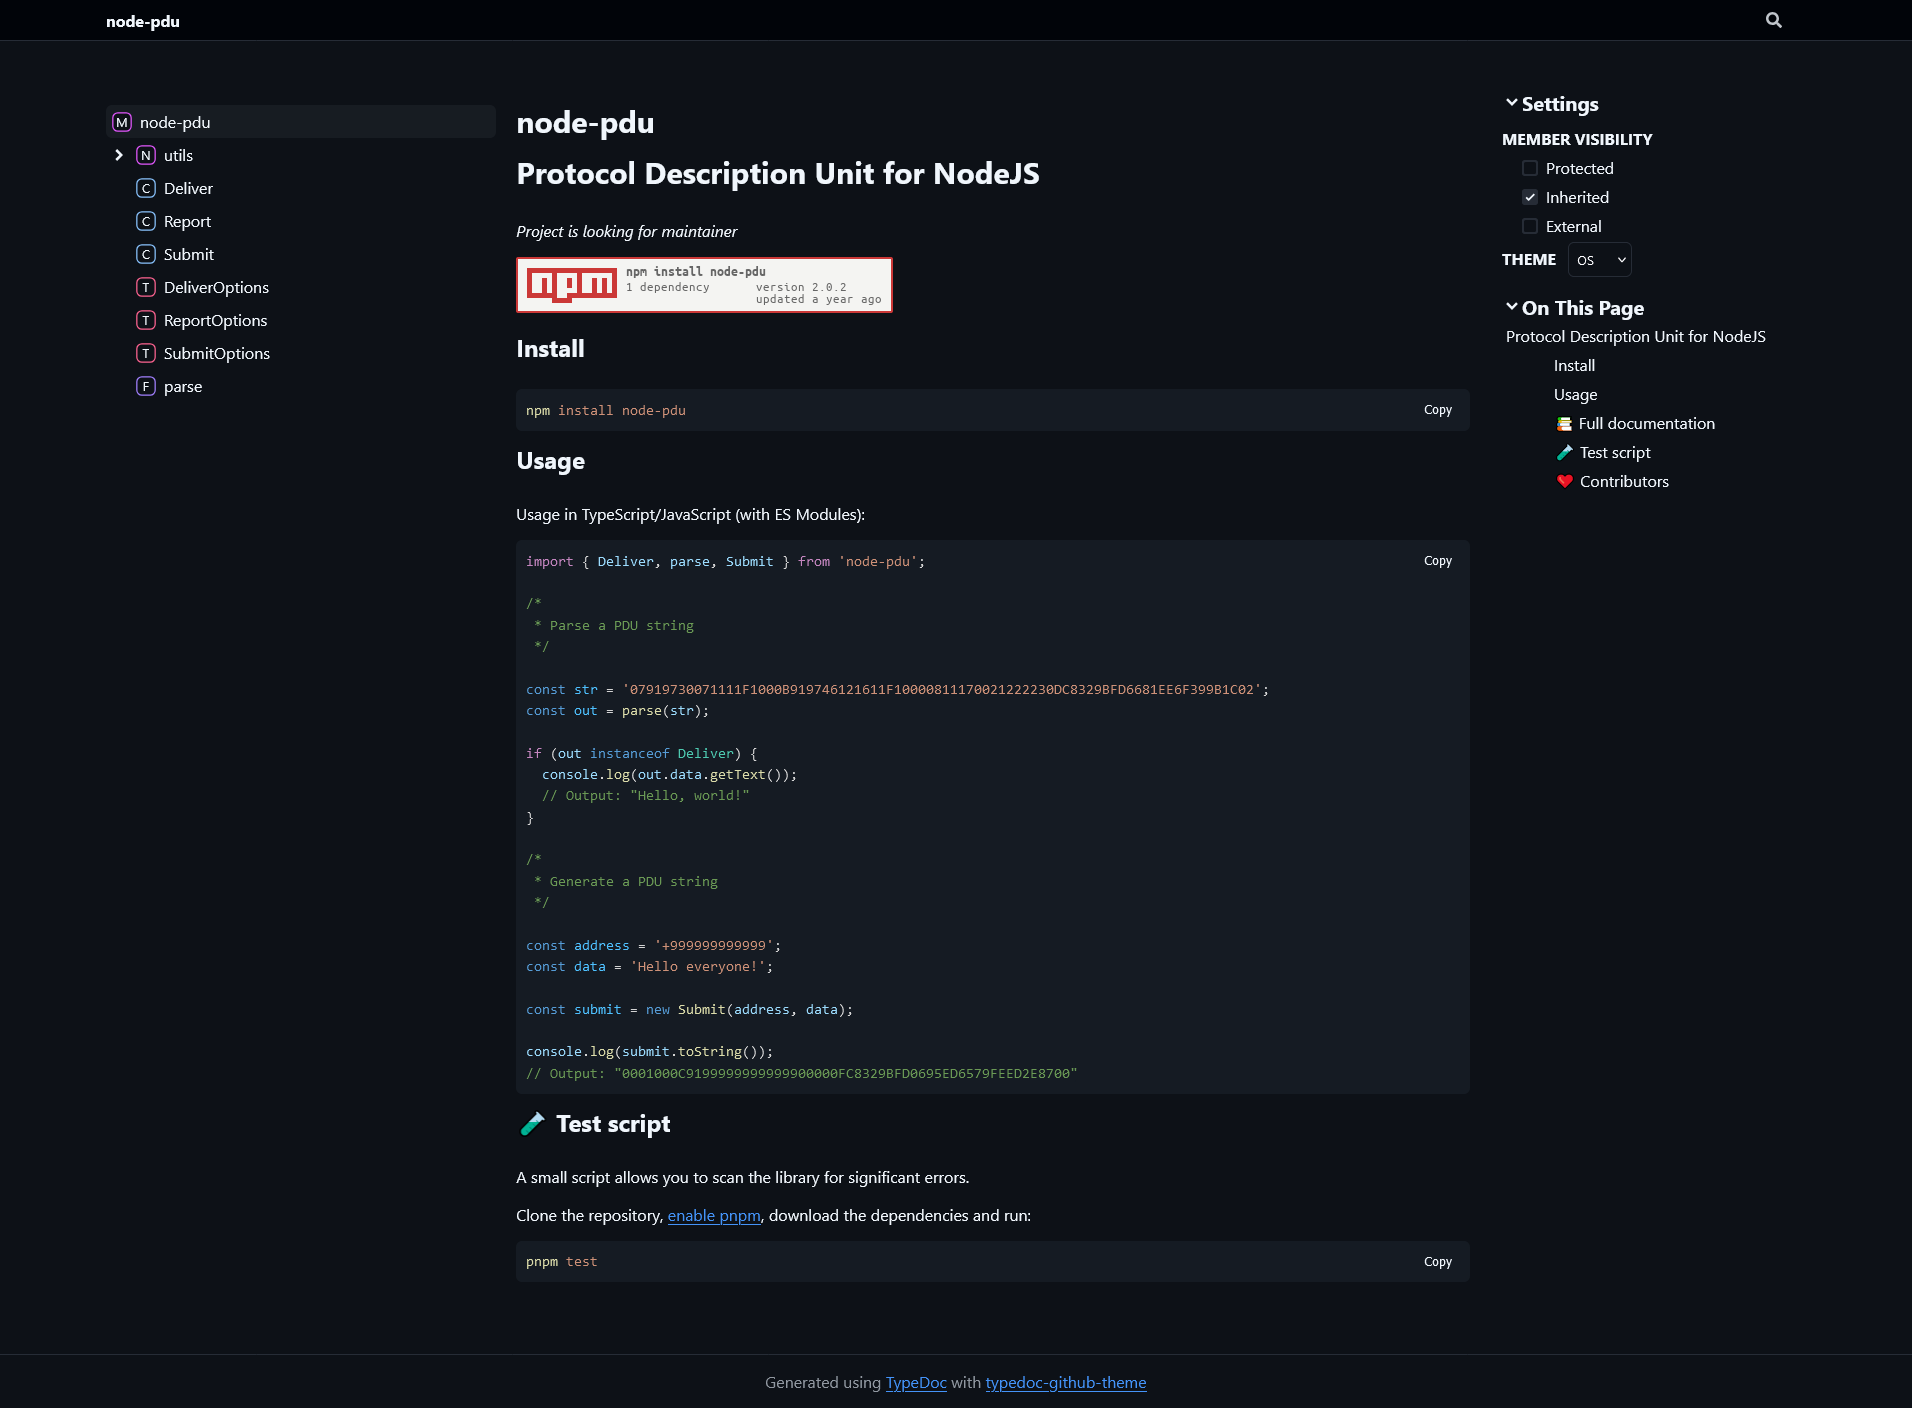 node-pdu
M node-pdu
N utils
C Deliver
C Report
C Submit
T DeliverOptions
T ReportOptions
T SubmitOptions
F parse
node-pdu
Protocol Description Unit for NodeJS
Project is looking for maintainer
npm
npm install node-pdu
1 dependency version 2.0.2
updated a year ago
Install
npm install node-pdu Copy
Usage
Usage in TypeScript/JavaScript (with ES Modules):
import { Deliver, parse, Submit } from 'node-pdu'; Copy
/*
 * Parse a PDU string
 */
const str = '07919730071111F1000B919746121611F10000811170021222230DC8329BFD6681EE6F399B1C02';
const out = parse(str);
if (out instanceof Deliver) {
  console.log(out.data.getText());
  // Output: "Hello, world!"
}
/*
 * Generate a PDU string
 */
const address = '+999999999999';
const data = 'Hello everyone!';
const submit = new Submit(address, data);
console.log(submit.toString());
// Output: "0001000C9199999999999900000FC8329BFD0695ED6579FEED2E8700"
Test script
A small script allows you to scan the library for significant errors.
Clone the repository, enable pnpm, download the dependencies and run:
pnpm test Copy
Settings
MEMBER VISIBILITY
Protected
Inherited
External
THEME OS
On This Page
Protocol Description Unit for NodeJS
Install
Usage
📚 Full documentation
🧪 Test script
❤️ Contributors
Generated using TypeDoc with typedoc-github-theme